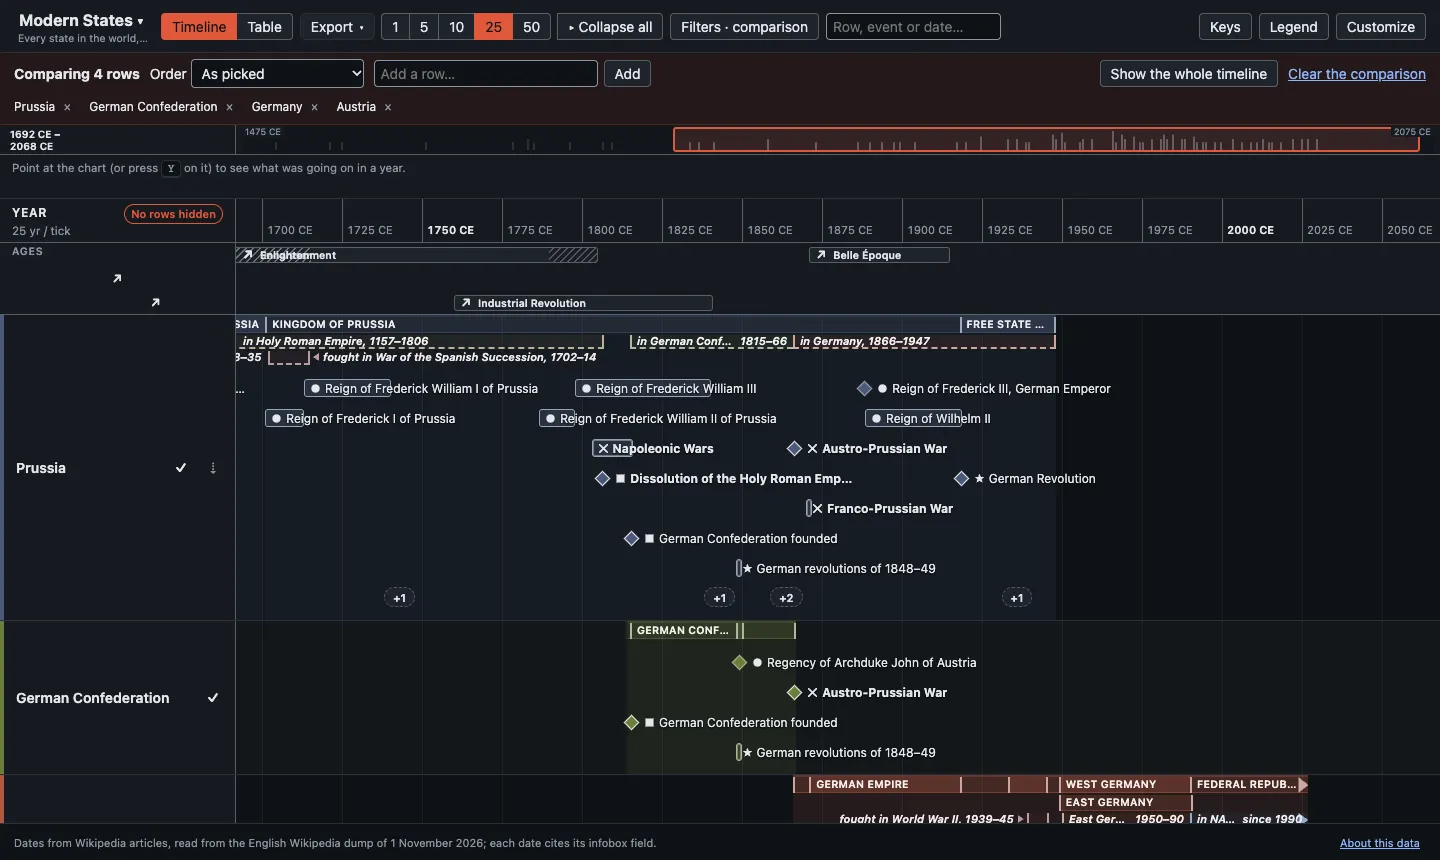 Modern States ▾
Every state in the world,...
Timeline Table Export ▾ 1 5 10 25 50 ▸ Collapse all Filters · comparison Row, event or date... Keys Legend Customize
Comparing 4 rows Order As picked Add a row... Add Show the whole timeline Clear the comparison
Prussia × German Confederation × Germany × Austria ×
1692 CE –
2068 CE
1475 CE 2075 CE
Point at the chart (or press Y on it) to see what was going on in a year.
YEAR No rows hidden
25 yr / tick 1700 CE 1725 CE 1750 CE 1775 CE 1800 CE 1825 CE 1850 CE 1875 CE 1900 CE 1925 CE 1950 CE 1975 CE 2000 CE 2025 CE 2050 CE
AGES Enlightenment Belle Époque
Industrial Revolution
SSIA KINGDOM OF PRUSSIA FREE STATE ...
in Holy Roman Empire, 1157–1806 in German Conf... 1815–66 in Germany, 1866–1947
–35 fought in War of the Spanish Succession, 1702–14
... Reign of Frederick William I of Prussia Reign of Frederick William III Reign of Frederick III, German Emperor
Reign of Frederick I of Prussia Reign of Frederick William II of Prussia Reign of Wilhelm II
Napoleonic Wars Austro-Prussian War
Prussia
Dissolution of the Holy Roman Emp... German Revolution
Franco-Prussian War
German Confederation founded
German revolutions of 1848–49
+1 +1 +2 +1
GERMAN CONF...
Regency of Archduke John of Austria
Austro-Prussian War
German Confederation
German Confederation founded
German revolutions of 1848–49
GERMAN EMPIRE WEST GERMANY FEDERAL REPUB...
EAST GERMANY
fought in World War II, 1939–45 East Ger... 1950–90 in NA... since 1990
Dates from Wikipedia articles, read from the English Wikipedia dump of 1 November 2026; each date cites its infobox field. About this data